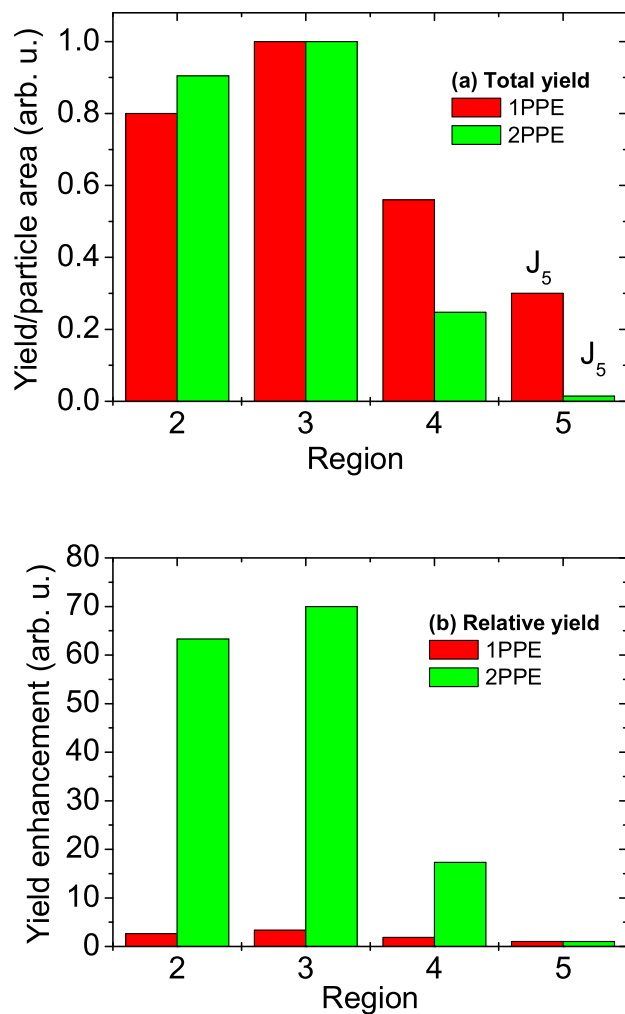 Yield/particle area (arb. u.)
1.0
0.8
0.6
0.4
0.2
0.0
(a) Total yield
1PPE
2PPE
J5
J5
2 3 4 5
Region
Yield enhancement (arb. u.)
80
70
60
50
40
30
20
10
0
(b) Relative yield
1PPE
2PPE
2 3 4 5
Region